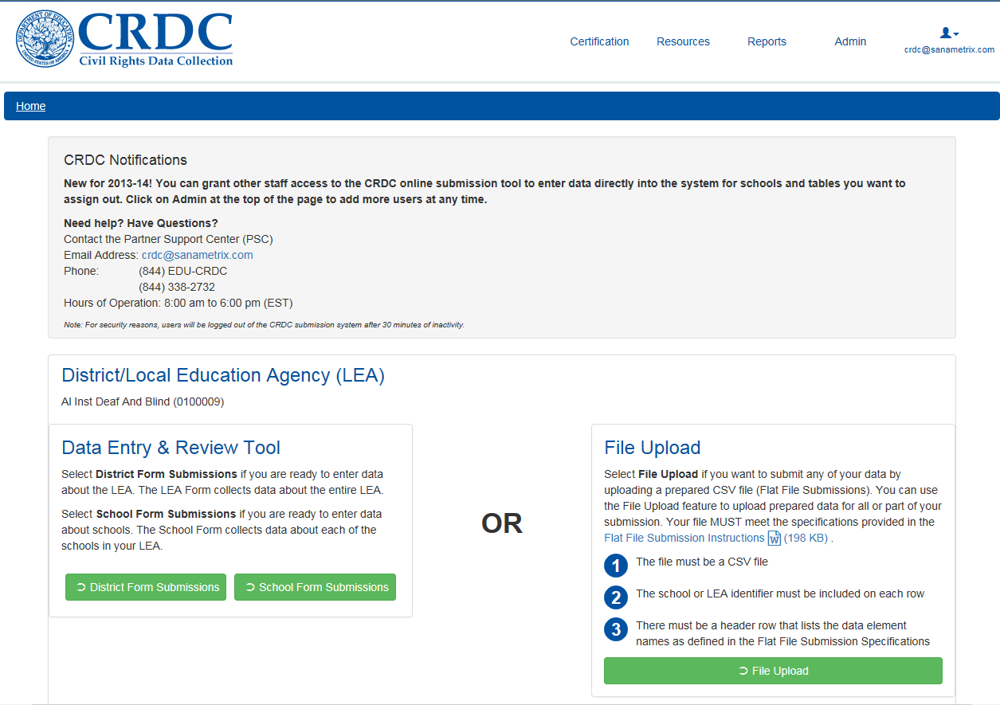 DEPARTMENT OF EDUCATION
UNITED STATES OF AMERICA
CRDC
Civil Rights Data Collection
Certification
Resources
Reports
Admin
crdc@sanametrix.com
Home
CRDC Notifications
New for 2013-14! You can grant other staff access to the CRDC online submission tool to enter data directly into the system for schools and tables you want to
assign out. Click on Admin at the top of the page to add more users at any time.
Need help? Have Questions?
Contact the Partner Support Center (PSC)
Email Address: crdc@sanametrix.com
Phone: (844) EDU-CRDC
(844) 338-2732
Hours of Operation: 8:00 am to 6:00 pm (EST)
Note: For security reasons, users will be logged out of the CRDC submission system after 30 minutes of inactivity.
District/Local Education Agency (LEA)
Al Inst Deaf And Blind (0100009)
Data Entry & Review Tool
Select District Form Submissions if you are ready to enter data
about the LEA. The LEA Form collects data about the entire LEA.
Select School Form Submissions if you are ready to enter data
about schools. The School Form collects data about each of the
schools in your LEA.
District Form Submissions
School Form Submissions
OR
File Upload
Select File Upload if you want to submit any of your data by
uploading a prepared CSV file (Flat File Submissions). You can use
the File Upload feature to upload prepared data for all or part of your
submission. Your file MUST meet the specifications provided in the
Flat File Submission Instructions W (198 KB) .
1 The file must be a CSV file
2 The school or LEA identifier must be included on each row
3 There must be a header row that lists the data element
names as defined in the Flat File Submission Specifications
File Upload